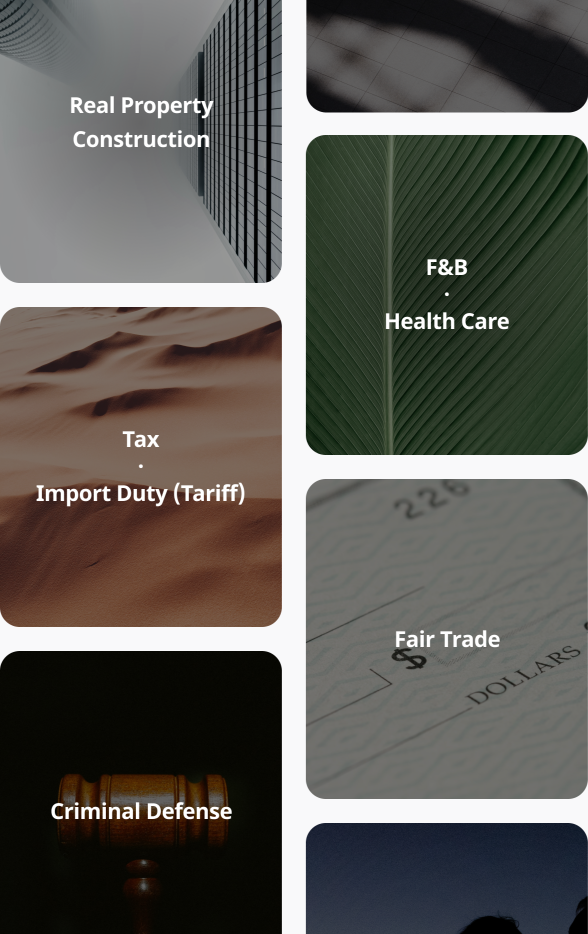 Real Property
Construction
F&B
·
Health Care
Tax
·
Import Duty (Tariff)
226
Fair Trade
$
DOLLARS
Criminal Defense